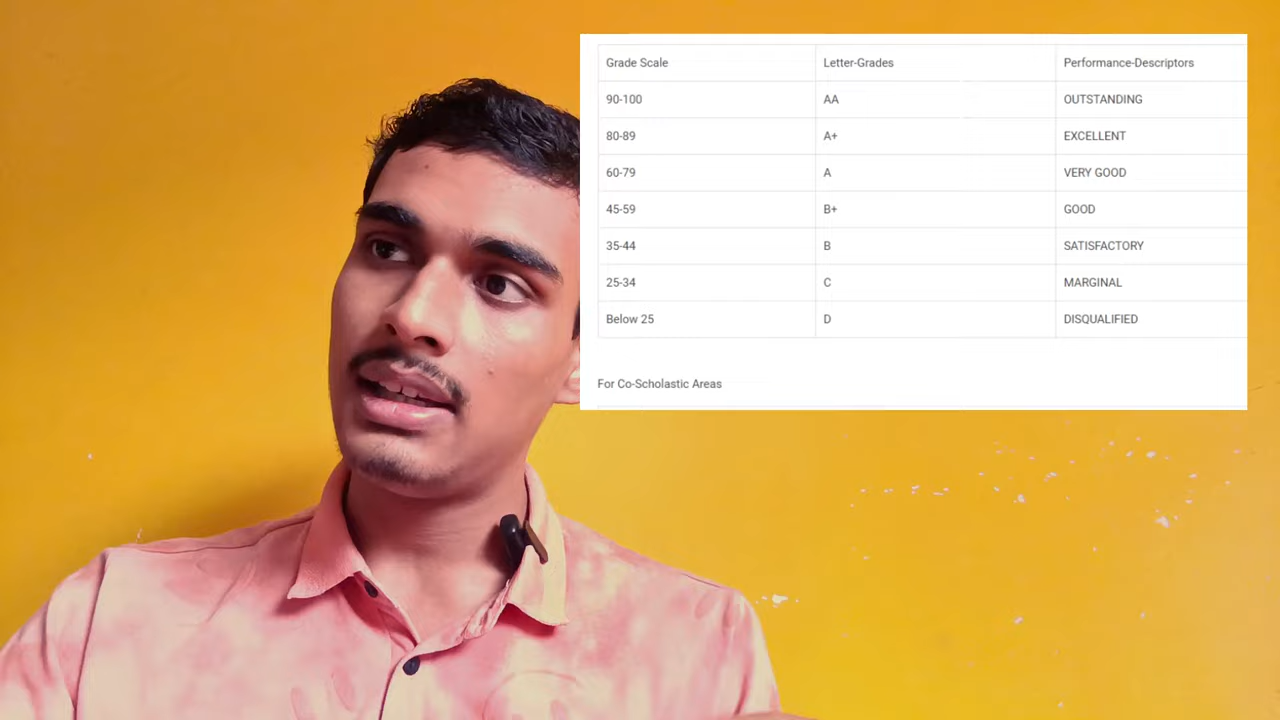 Grade Scale Letter-Grades Performance-Descriptors
90-100 AA OUTSTANDING
80-89 A+ EXCELLENT
60-79 A VERY GOOD
45-59 B+ GOOD
35-44 B SATISFACTORY
25-34 C MARGINAL
Below 25 D DISQUALIFIED
For Co-Scholastic Areas